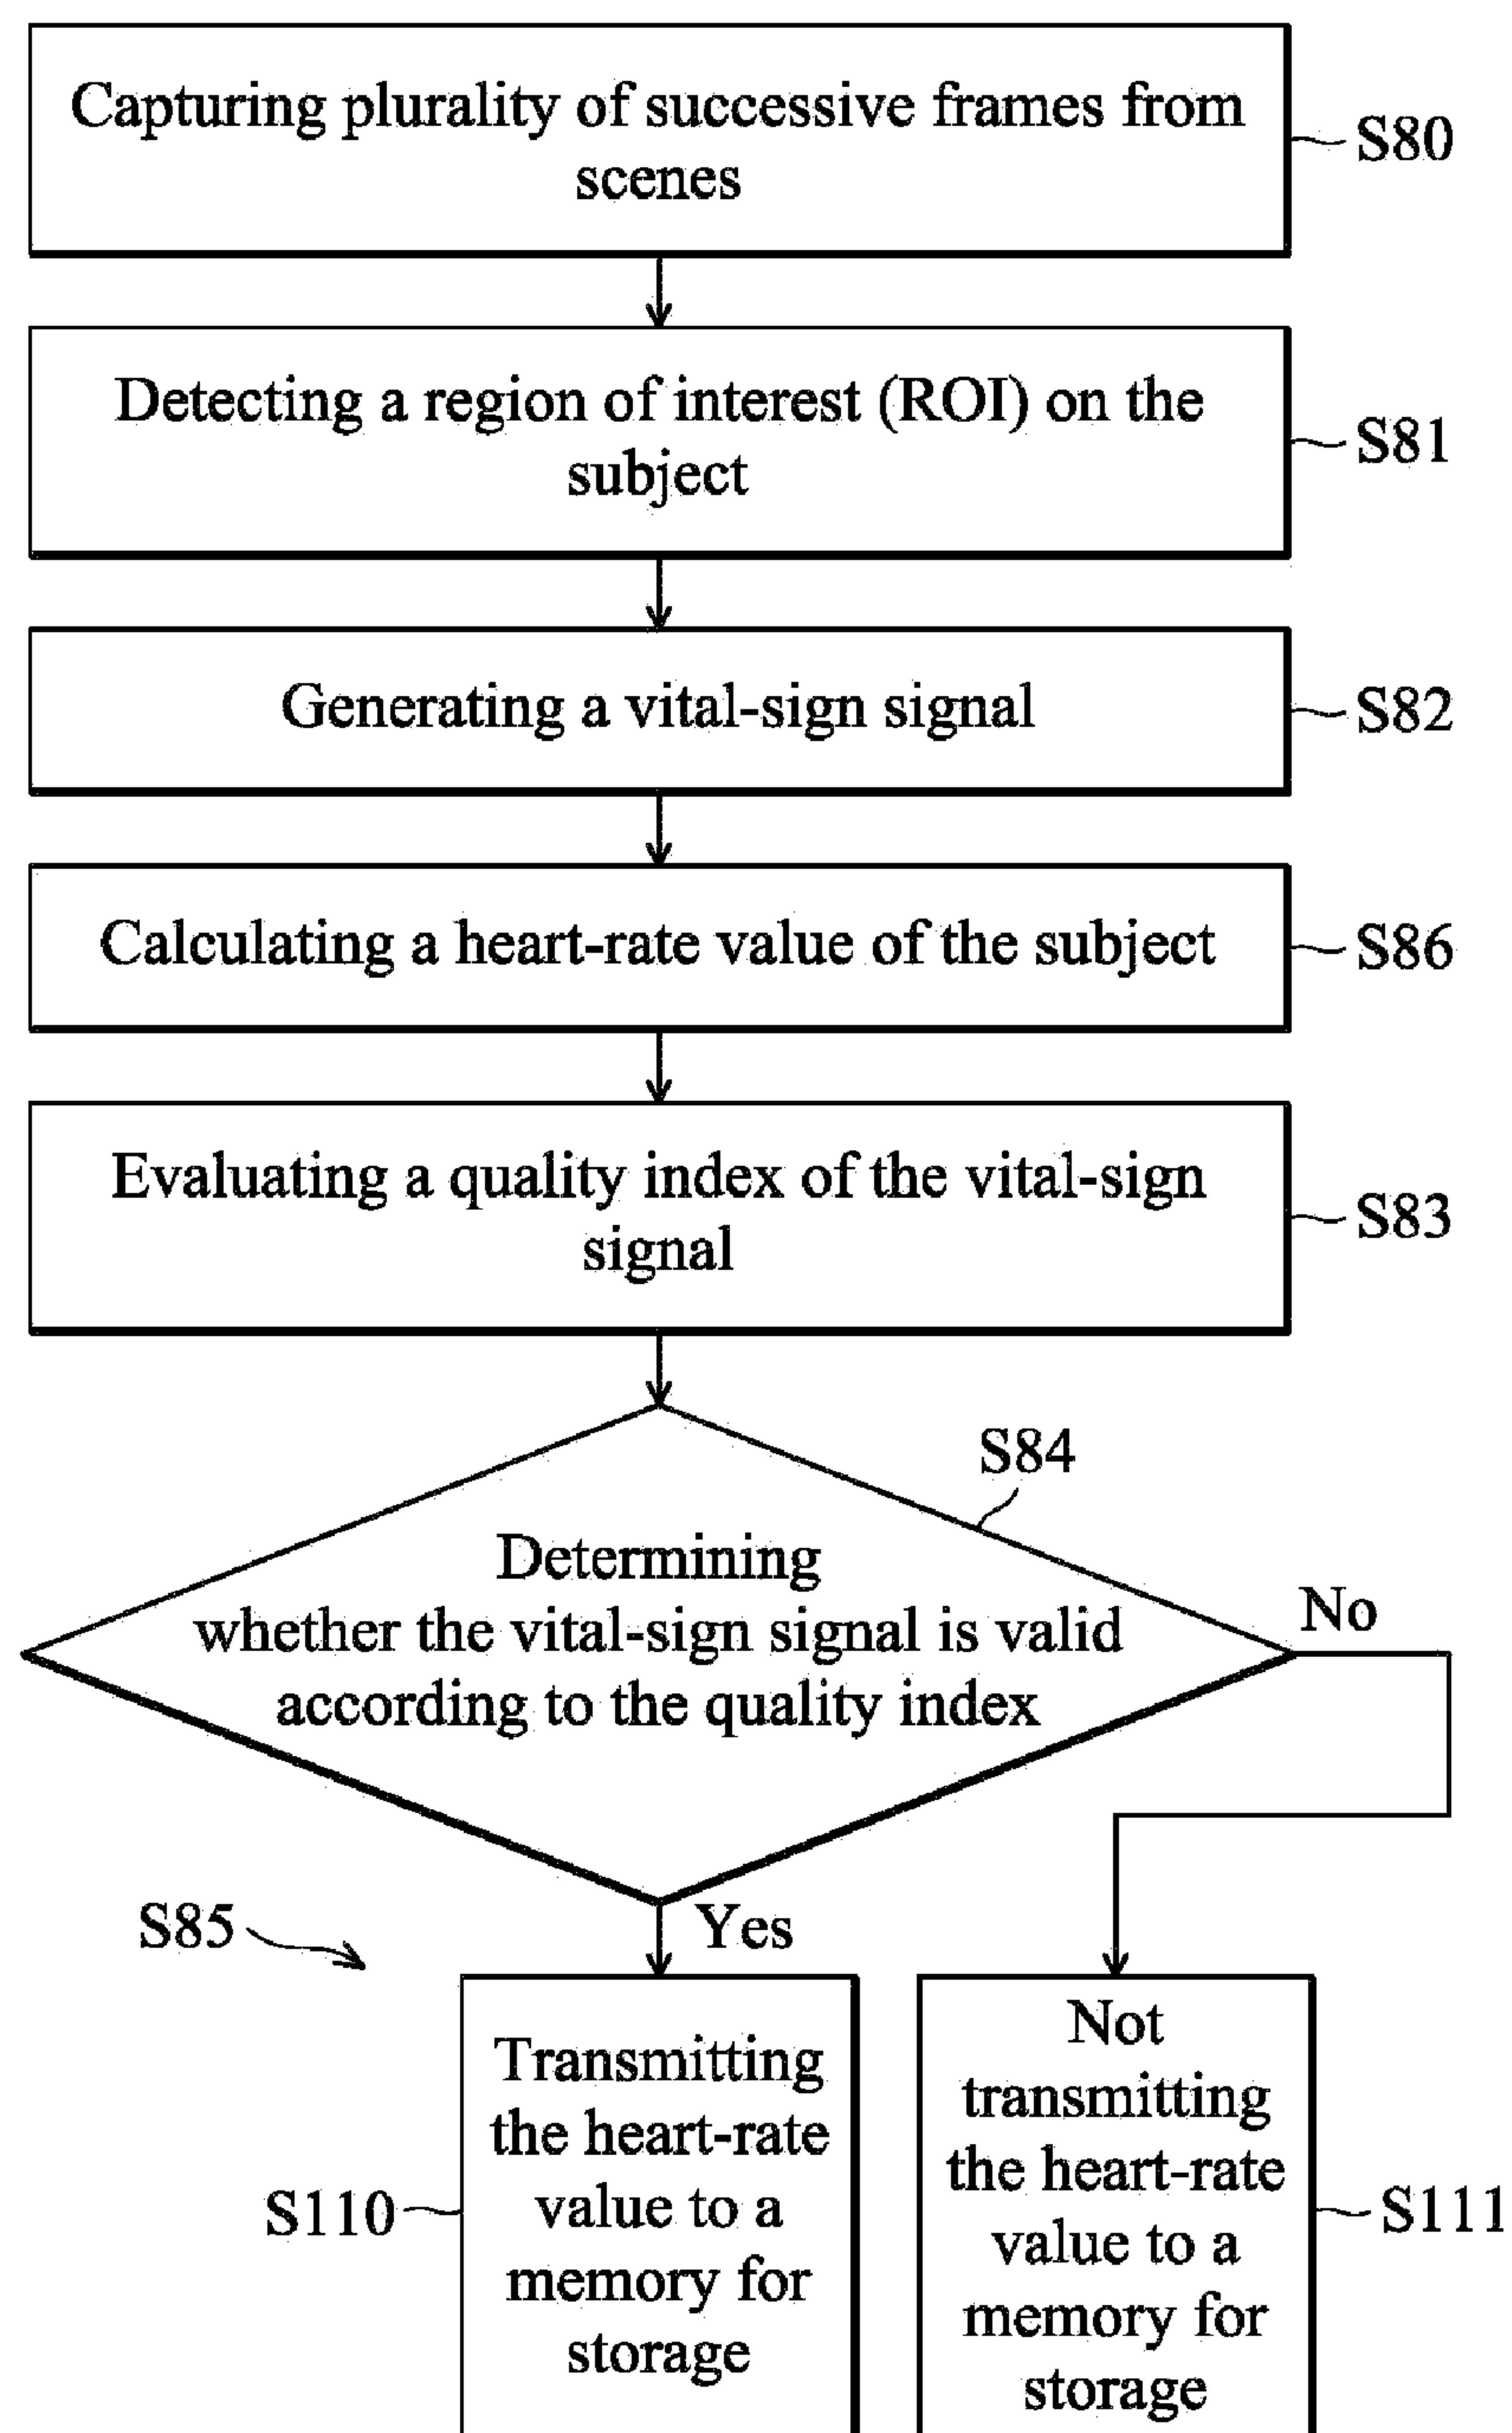 Capturing plurality of successive frames from
scenes
S80
Detecting a region of interest (ROI) on the
subject
S81
Generating a vital-sign signal
S82
Calculating a heart-rate value of the subject
S86
Evaluating a quality index of the vital-sign
signal
S83
S84
Determining
whether the vital-sign signal is valid
according to the quality index
No
Yes
S85
Transmitting
the heart-rate
value to a
memory for
storage
S110
Not
transmitting
the heart-rate
value to a
memory for
storage
S111